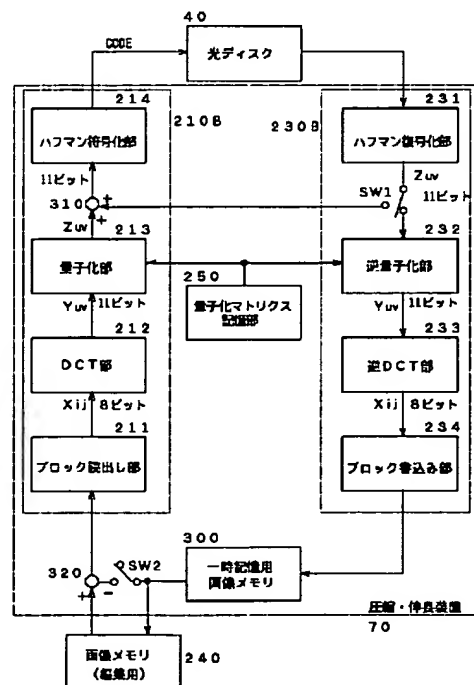 40
CODE
光ディスク
214
231
210B
230B
ハフマン符号化部
ハフマン復号化部
11ビット
Zuv
SW1
11ビット
310
+
+
Zuv
213
232
量子化部
逆量子化部
250
Yuv 11ビット
量子化マトリクス
記憶部
Yuv 11ビット
212
233
DCT部
逆DCT部
Xij 8ビット
Xij 8ビット
211
234
ブロック読出し部
ブロック書込み部
300
SW2
一時記憶用
画像メモリ
320
+
-
圧縮・伸長装置
70
画像メモリ
(編集用)
240